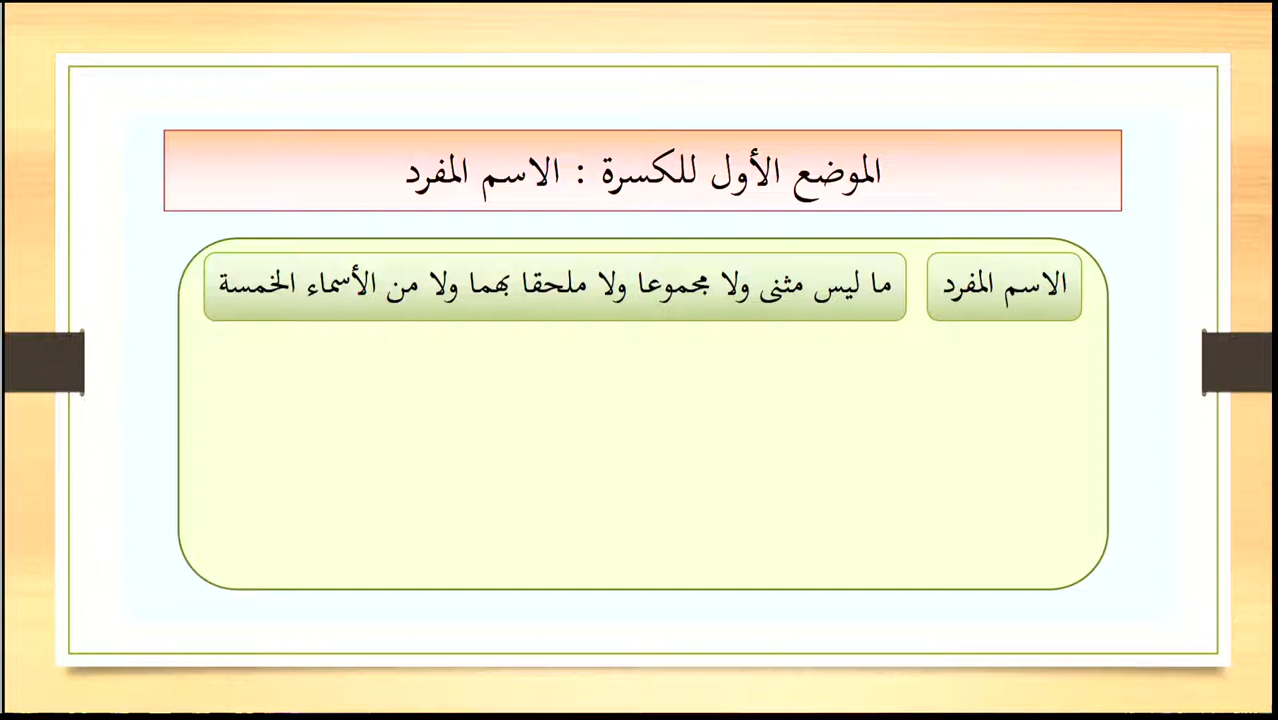 الموضع الأول للكسرة : الاسم المفرد
الاسم المفرد
ما ليس مثنى ولا مجموعا ولا ملحقا بهما ولا من الأسماء الخمسة